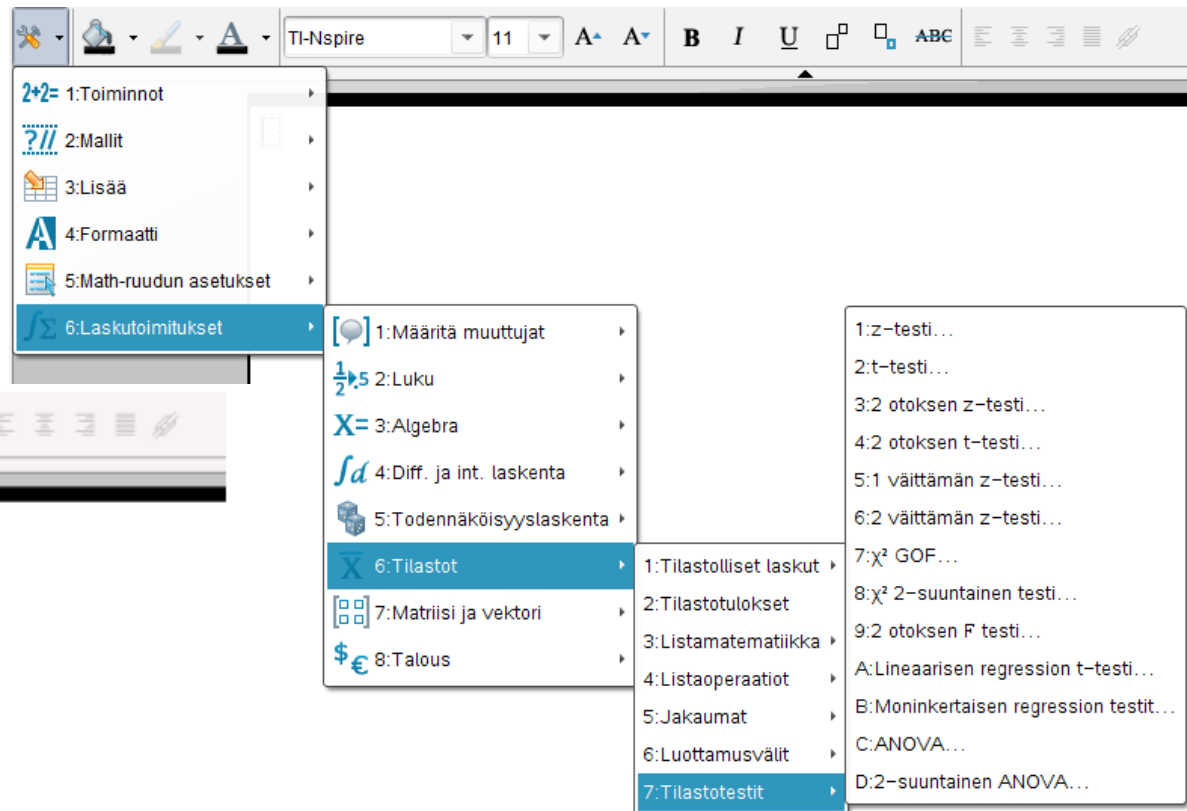 TI-Nspire 11 A A B I U ABC
2+2= 1:Toiminnot
?// 2:Mallit
3:Lisää
A 4:Formaatti
5:Math-ruudun asetukset
∫Σ 6:Laskutoimitukset
1:Määritä muuttujat
1/2▸.5 2:Luku
X= 3:Algebra
∫d 4:Diff. ja int. laskenta
5:Todennäköisyyslaskenta
X̅ 6:Tilastot
7:Matriisi ja vektori
$€ 8:Talous
1:Tilastolliset laskut
2:Tilastotulokset
3:Listamatematiikka
4:Listaoperaatiot
5:Jakaumat
6:Luottamusvälit
7:Tilastotestit
1:z-testi...
2:t-testi...
3:2 otoksen z-testi...
4:2 otoksen t-testi...
5:1 väittämän z-testi...
6:2 väittämän z-testi...
7:χ² GOF...
8:χ² 2-suuntainen testi...
9:2 otoksen F testi...
A:Lineaarisen regression t-testi...
B:Moninkertaisen regression testit...
C:ANOVA...
D:2-suuntainen ANOVA...